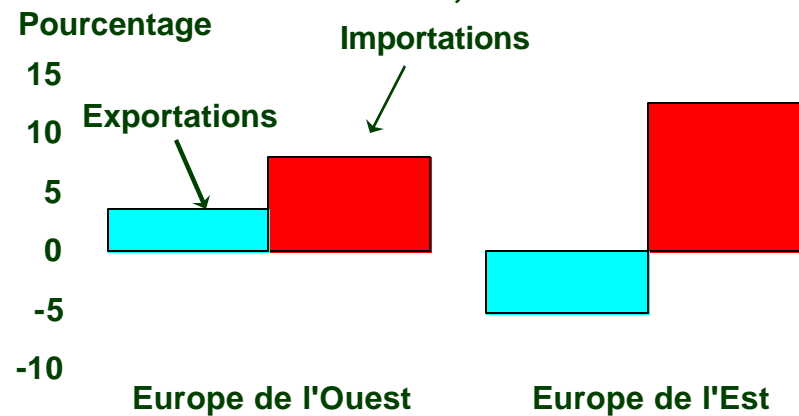 Pourcentage
Importations
15
Exportations
10
5
0
-5
-10
Europe de l'Ouest
Europe de l'Est